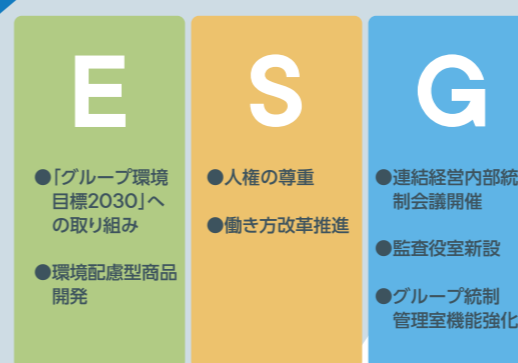 E
●「グループ環境
目標2030」へ
の取り組み
●環境配慮型商品
開発
S
●人権の尊重
●働き方改革推進
G
●連結経営内部統
制会議開催
●監査役室新設
●グループ統制
管理室機能強化